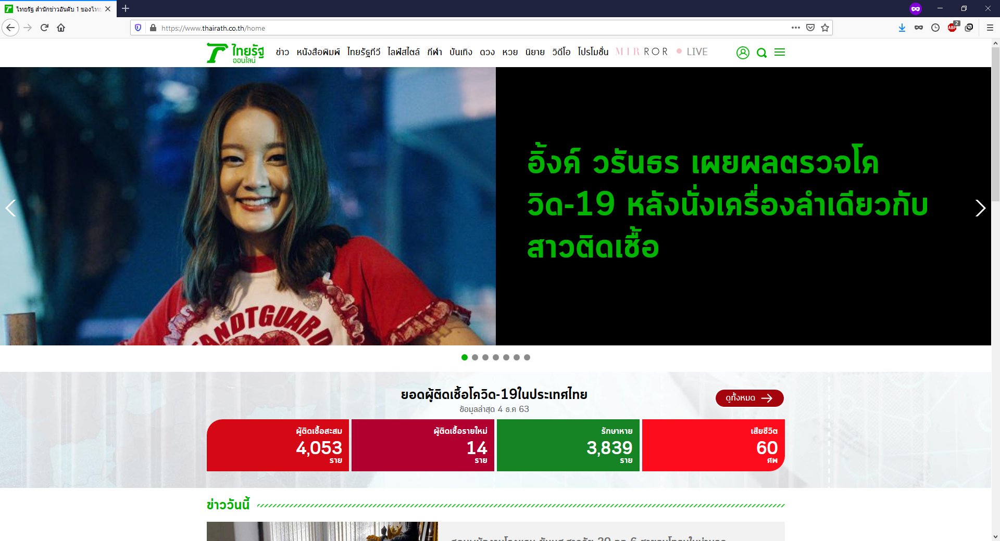 ไทยรัฐ สำนักข่าวอันดับ 1 ของไทย
https://www.thairath.co.th/home
2
ABP
ไทยรัฐ
ออนไลน์
ข่าว หนังสือพิมพ์ ไทยรัฐทีวี ไลฟ์สไตล์ กีฬา บันเทิง ดวง หวย นิยาย วิดีโอ โปรโมชั่น MIRROR LIVE
อิ้งค์ วรันธร เผยผลตรวจโค
วิด-19 หลังนั่งเครื่องลำเดียวกับ
สาวติดเชื้อ
ANDTGUARD
ยอดผู้ติดเชื้อโควิด-19ในประเทศไทย
ข้อมูลล่าสุด 4 ธ.ค 63
ดูทั้งหมด
ผู้ติดเชื้อสะสม
4,053
ราย
ผู้ติดเชื้อรายใหม่
14
ราย
รักษาหาย
3,839
ราย
เสียชีวิต
60
ศพ
ข่าววันนี้